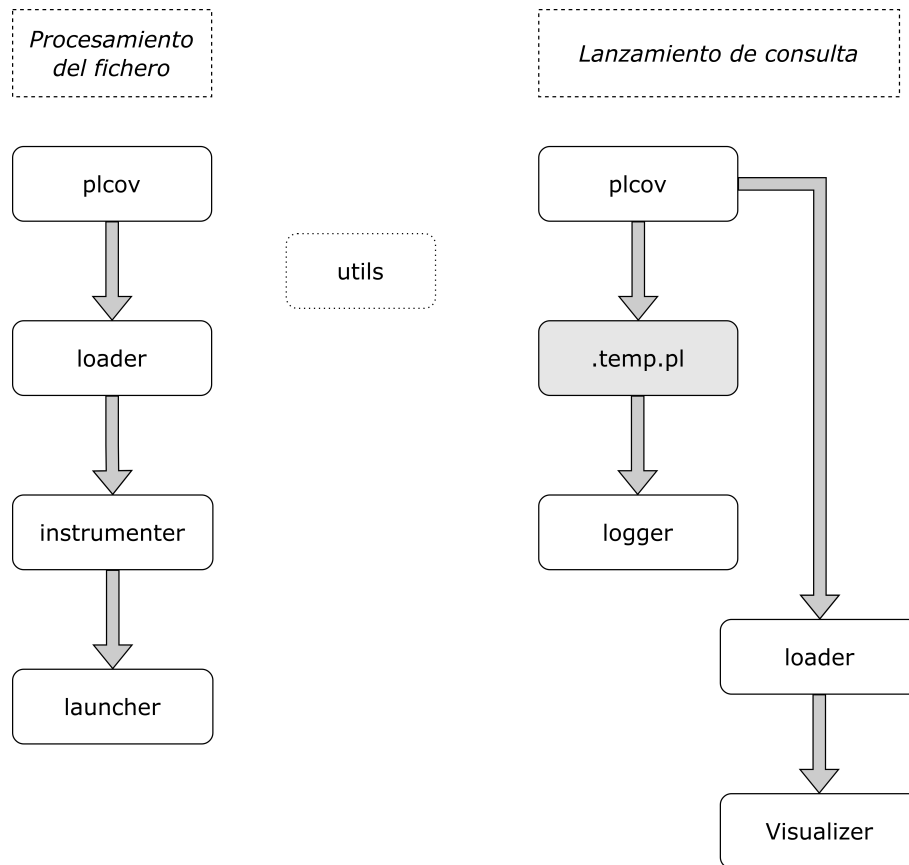 Procesamiento
del fichero
Lanzamiento de consulta
plcov
plcov
utils
loader
.temp.pl
instrumenter
logger
loader
launcher
Visualizer